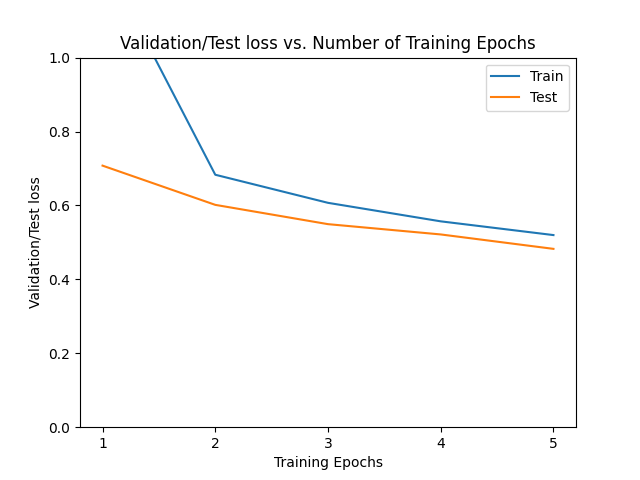 Validation/Test loss vs. Number of Training Epochs
Train
Test
Validation/Test loss
1.0
0.8
0.6
0.4
0.2
0.0
1 2 3 4 5
Training Epochs